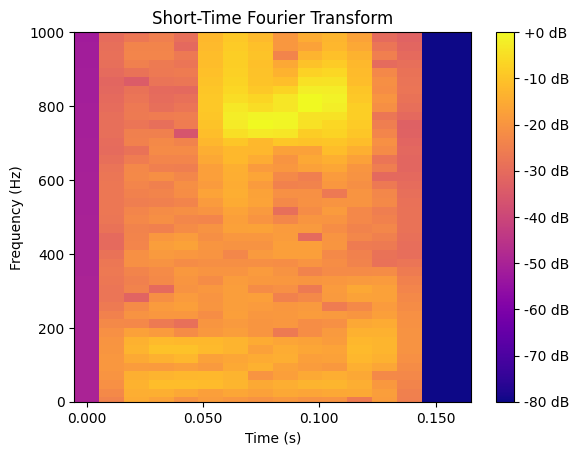 Short-Time Fourier Transform
1000
800
600
400
200
0
Frequency (Hz)
0.000
0.050
0.100
0.150
Time (s)
+0 dB
-10 dB
-20 dB
-30 dB
-40 dB
-50 dB
-60 dB
-70 dB
-80 dB